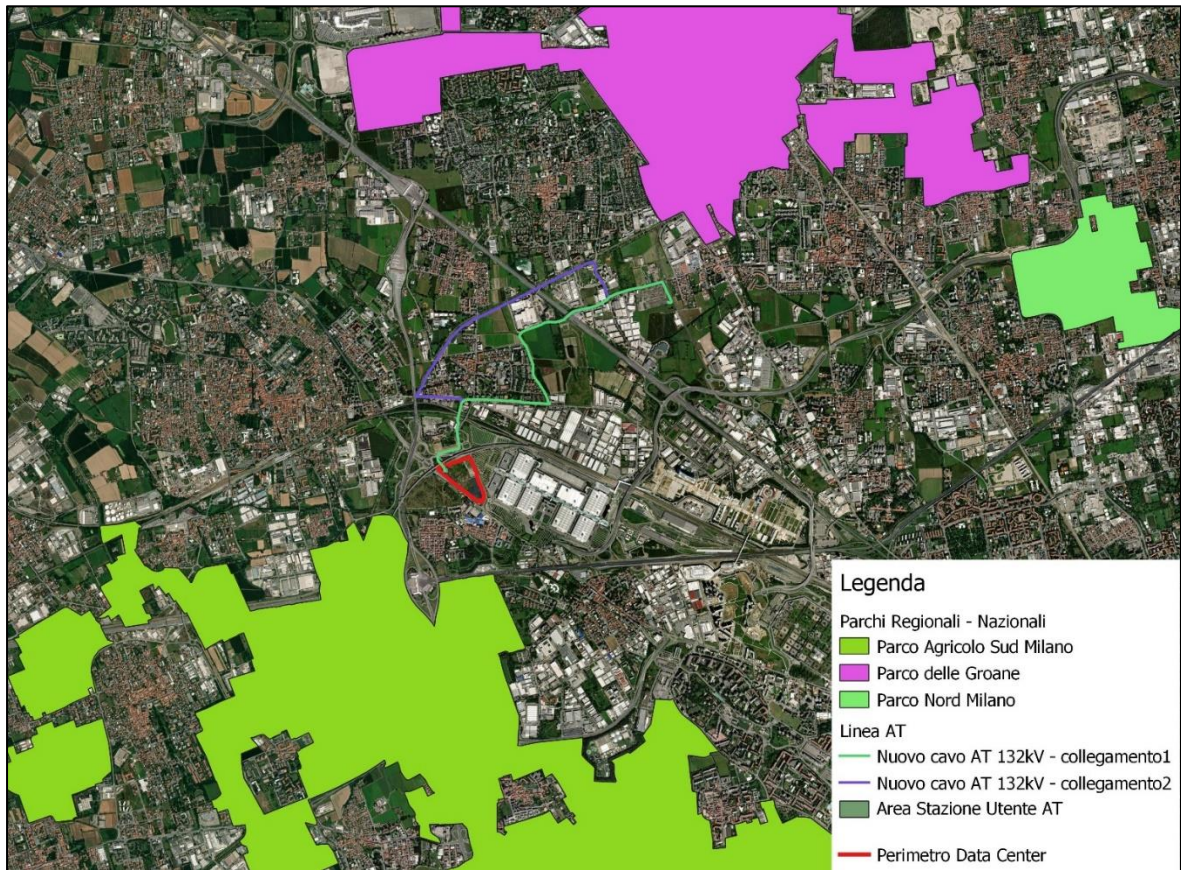 Legenda
Parchi Regionali - Nazionali
Parco Agricolo Sud Milano
Parco delle Groane
Parco Nord Milano
Linea AT
Nuovo cavo AT 132kV - collegamento1
Nuovo cavo AT 132kV - collegamento2
Area Stazione Utente AT
Perimetro Data Center